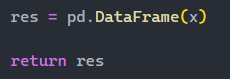 res = pd.DataFrame(x)
return res